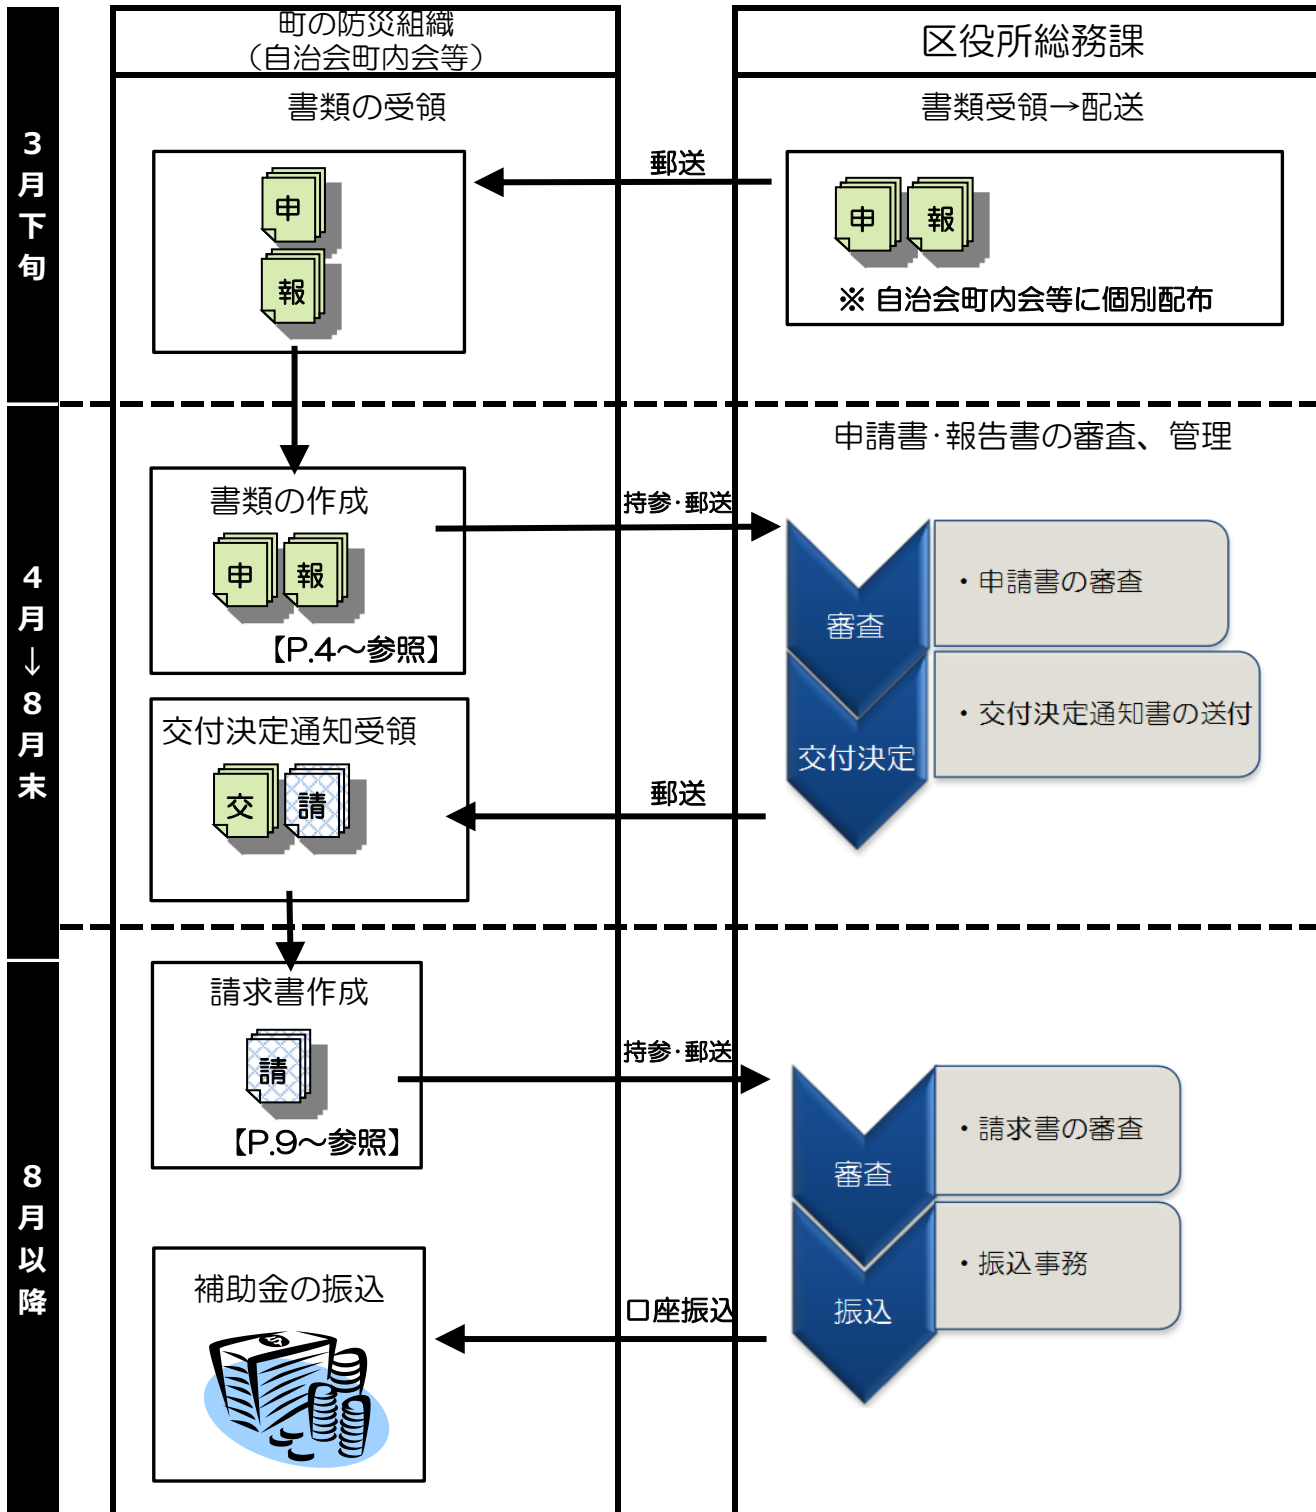 町の防災組織
（自治会町内会等）
区役所総務課
3月下旬
書類の受領
書類受領→配送
郵送
申
報
申
報
※ 自治会町内会等に個別配布
4月→8月末
申請書･報告書の審査、管理
書類の作成
持参･郵送
申
報
【P.4～参照】
審査
・申請書の審査
交付決定通知受領
交付決定
・交付決定通知書の送付
郵送
交
請
8月以降
請求書作成
持参･郵送
請
【P.9～参照】
審査
・請求書の審査
補助金の振込
口座振込
振込
・振込事務